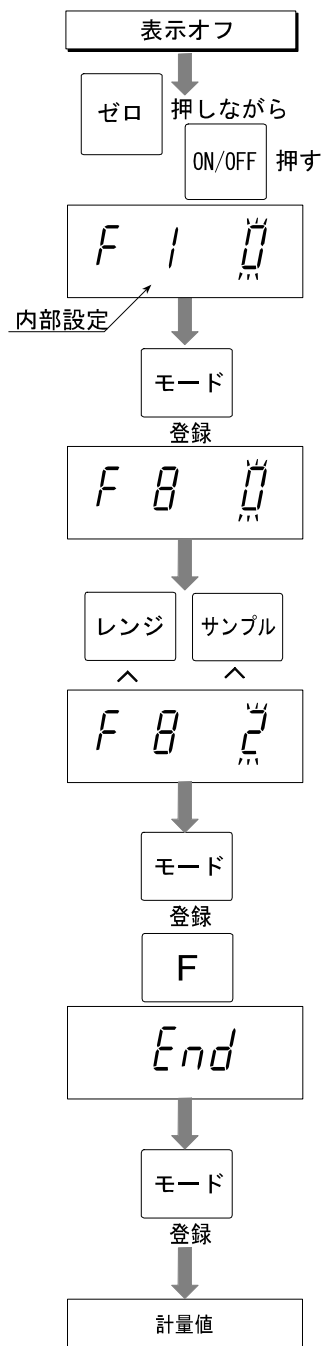 表示オフ
ゼロ 押しながら
ON/OFF 押す
F 1 0
内部設定
モード
登録
F 8 0
レンジ サンプル
F 8 2
モード
登録
F
End
モード
登録
計量値